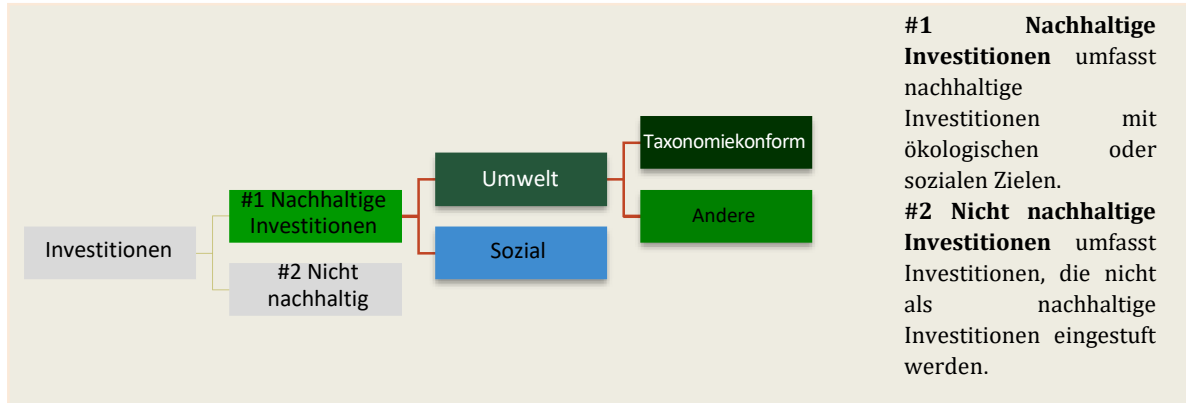 Investitionen
#1 Nachhaltige
Investitionen
#2 Nicht
nachhaltig
Umwelt
Sozial
Taxonomiekonform
Andere
#1 Nachhaltige
Investitionen umfasst
nachhaltige
Investitionen mit
ökologischen oder
sozialen Zielen.
#2 Nicht nachhaltige
Investitionen umfasst
Investitionen, die nicht
als nachhaltige
Investitionen eingestuft
werden.